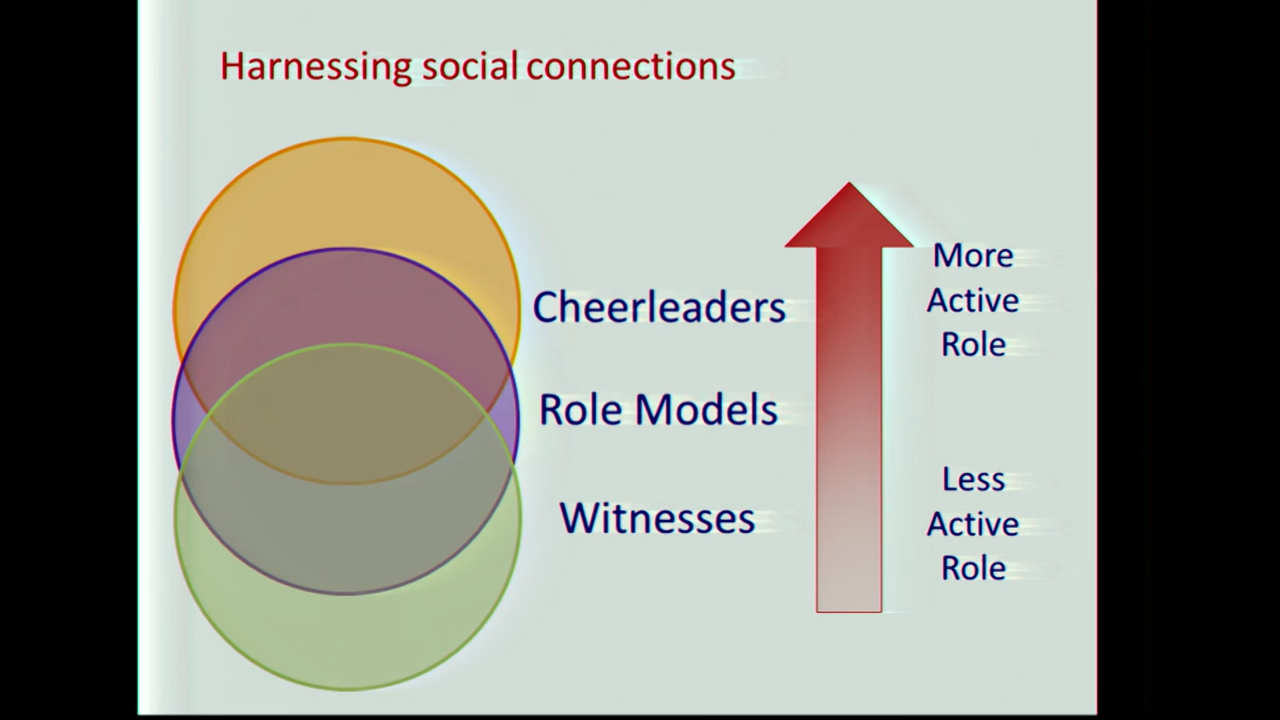 Harnessing social connections
Cheerleaders
Role Models
Witnesses
More
Active
Role
Less
Active
Role